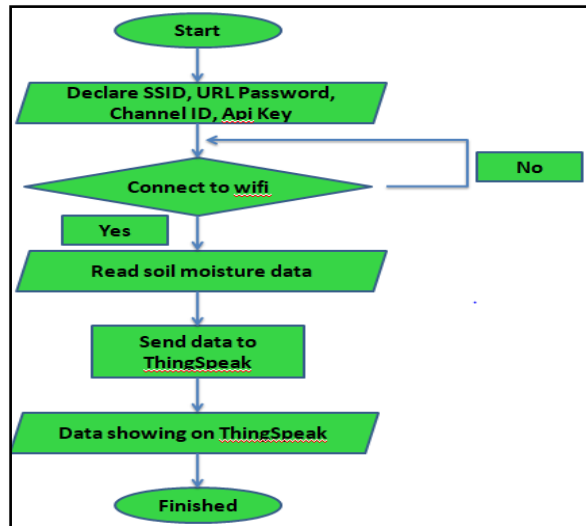 Start
Declare SSID, URL Password,
Channel ID, Api Key
Connect to wifi
No
Yes
Read soil moisture data
Send data to
ThingSpeak
Data showing on ThingSpeak
Finished